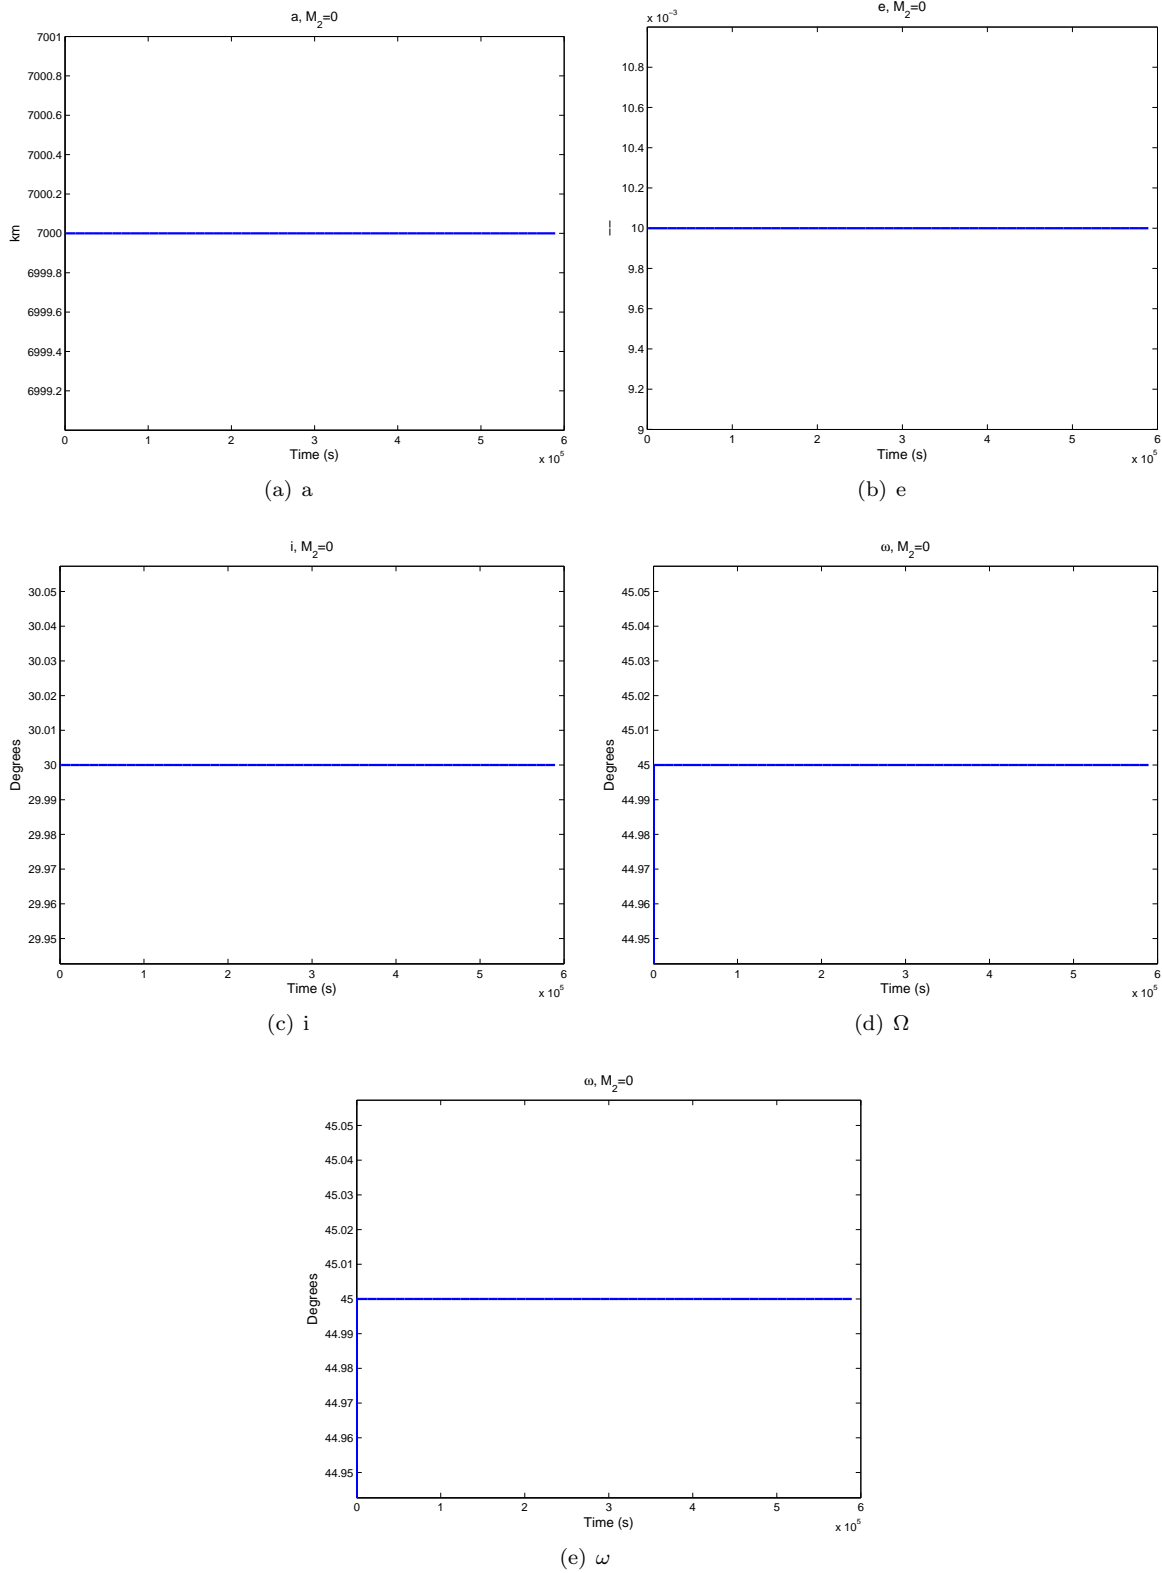 a, M2=0
7001
7000.8
7000.6
7000.4
7000.2
7000
6999.8
6999.6
6999.4
6999.2
km
0 1 2 3 4 5 6
Time (s)
x 10^5
(a) a
x 10^−3
e, M2=0
10.8
10.6
10.4
10.2
10
9.8
9.6
9.4
9.2
9
--
0 1 2 3 4 5 6
Time (s)
x 10^5
(b) e
i, M2=0
30.05
30.04
30.03
30.02
30.01
30
29.99
29.98
29.97
29.96
29.95
Degrees
0 1 2 3 4 5 6
Time (s)
x 10^5
(c) i
ω, M2=0
45.05
45.04
45.03
45.02
45.01
45
44.99
44.98
44.97
44.96
44.95
Degrees
0 1 2 3 4 5 6
Time (s)
x 10^5
(d) Ω
ω, M2=0
45.05
45.04
45.03
45.02
45.01
45
44.99
44.98
44.97
44.96
44.95
Degrees
0 1 2 3 4 5 6
Time (s)
x 10^5
(e) ω